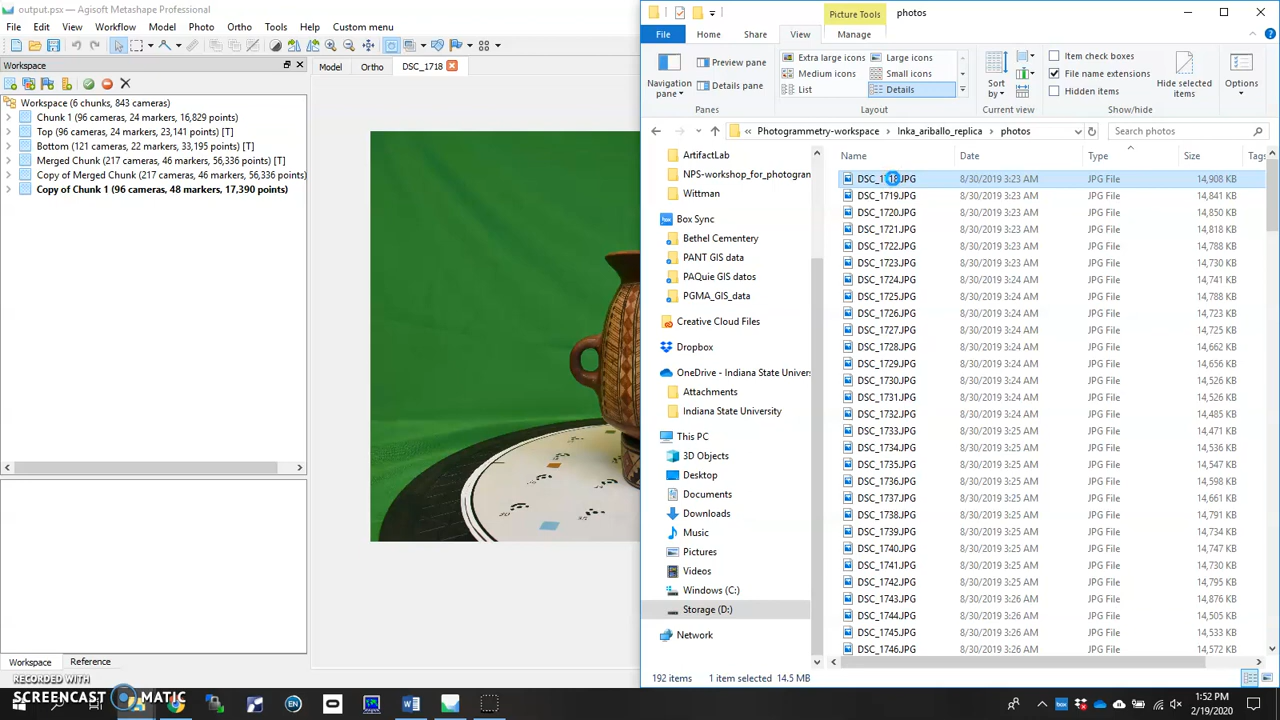 output.psx — Agisoft Metashape Professional
File Edit View Workflow Model Photo Ortho Tools Help Custom menu
Workspace
Workspace (6 chunks, 843 cameras)
Chunk 1 (96 cameras, 24 markers, 16,829 points)
Top (96 cameras, 24 markers, 23,141 points) [T]
Bottom (121 cameras, 22 markers, 33,195 points) [T]
Merged Chunk (217 cameras, 46 markers, 56,336 points) [T]
Copy of Merged Chunk (217 cameras, 46 markers, 56,336 points)
Copy of Chunk 1 (96 cameras, 48 markers, 17,390 points)
Workspace Reference
Model Ortho DSC_1718
Picture Tools photos
File Home Share View Manage
Navigation pane
Preview pane
Details pane
Panes
Extra large icons Large icons
Medium icons Small icons
List Details
Layout
Sort by
Current view
Item check boxes
File name extensions
Hidden items
Hide selected items
Show/hide
Options
« Photogrammetry-workspace > Inka_ariballo_replica > photos
Search photos
ArtifactLab
NPS-workshop_for_photogram
Wittman
Box Sync
Bethel Cementery
PANT GIS data
PAQuie GIS datos
PGMA_GIS_data
Creative Cloud Files
Dropbox
OneDrive - Indiana State Univers
Attachments
Indiana State University
This PC
3D Objects
Desktop
Documents
Downloads
Music
Pictures
Videos
Windows (C:)
Storage (D:)
Network
Name Date Type Size Tags
DSC_1718.JPG 8/30/2019 3:23 AM JPG File 14,908 KB
DSC_1719.JPG 8/30/2019 3:23 AM JPG File 14,841 KB
DSC_1720.JPG 8/30/2019 3:23 AM JPG File 14,850 KB
DSC_1721.JPG 8/30/2019 3:23 AM JPG File 14,818 KB
DSC_1722.JPG 8/30/2019 3:23 AM JPG File 14,788 KB
DSC_1723.JPG 8/30/2019 3:23 AM JPG File 14,730 KB
DSC_1724.JPG 8/30/2019 3:24 AM JPG File 14,741 KB
DSC_1725.JPG 8/30/2019 3:24 AM JPG File 14,788 KB
DSC_1726.JPG 8/30/2019 3:24 AM JPG File 14,723 KB
DSC_1727.JPG 8/30/2019 3:24 AM JPG File 14,725 KB
DSC_1728.JPG 8/30/2019 3:24 AM JPG File 14,662 KB
DSC_1729.JPG 8/30/2019 3:24 AM JPG File 14,656 KB
DSC_1730.JPG 8/30/2019 3:24 AM JPG File 14,526 KB
DSC_1731.JPG 8/30/2019 3:24 AM JPG File 14,526 KB
DSC_1732.JPG 8/30/2019 3:24 AM JPG File 14,485 KB
DSC_1733.JPG 8/30/2019 3:25 AM JPG File 14,471 KB
DSC_1734.JPG 8/30/2019 3:25 AM JPG File 14,536 KB
DSC_1735.JPG 8/30/2019 3:25 AM JPG File 14,547 KB
DSC_1736.JPG 8/30/2019 3:25 AM JPG File 14,598 KB
DSC_1737.JPG 8/30/2019 3:25 AM JPG File 14,661 KB
DSC_1738.JPG 8/30/2019 3:25 AM JPG File 14,791 KB
DSC_1739.JPG 8/30/2019 3:25 AM JPG File 14,734 KB
DSC_1740.JPG 8/30/2019 3:25 AM JPG File 14,747 KB
DSC_1741.JPG 8/30/2019 3:25 AM JPG File 14,730 KB
DSC_1742.JPG 8/30/2019 3:25 AM JPG File 14,795 KB
DSC_1743.JPG 8/30/2019 3:26 AM JPG File 14,876 KB
DSC_1744.JPG 8/30/2019 3:26 AM JPG File 14,505 KB
DSC_1745.JPG 8/30/2019 3:26 AM JPG File 14,533 KB
DSC_1746.JPG 8/30/2019 3:26 AM JPG File 14,572 KB
192 items 1 item selected 14.5 MB
RECORDED WITH
SCREENCAST MATIC
1:52 PM
2/19/2020